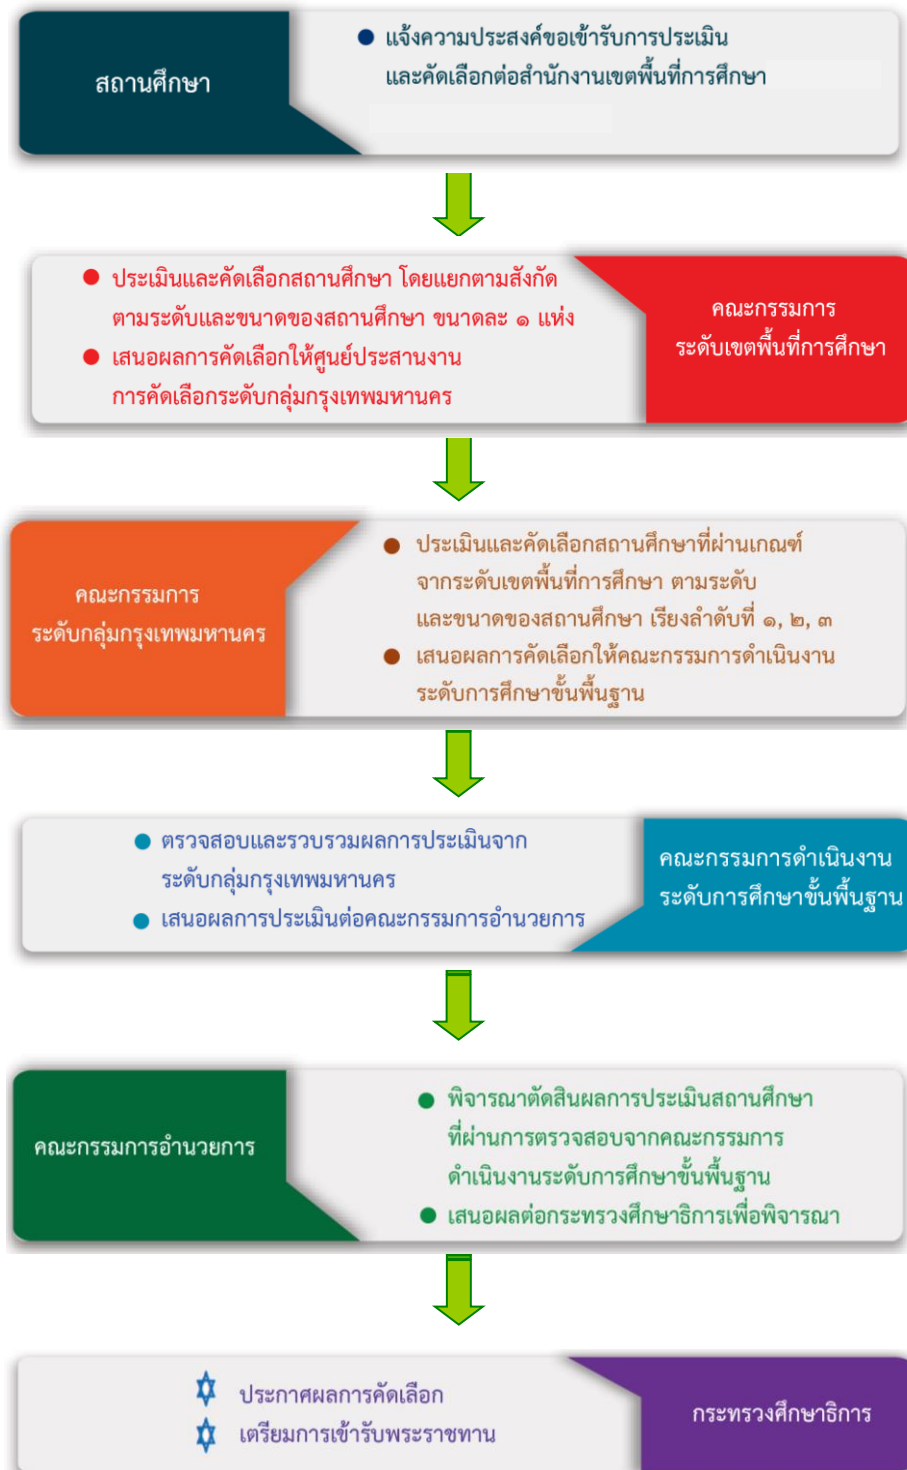 สถานศึกษา
แจ้งความประสงค์ขอเข้ารับการประเมิน
และคัดเลือกต่อสำนักงานเขตพื้นที่การศึกษา
ประเมินและคัดเลือกสถานศึกษา โดยแยกตามสังกัด
ตามระดับและขนาดของสถานศึกษา ขนาดละ ๑ แห่ง
เสนอผลการคัดเลือกให้ศูนย์ประสานงาน
การคัดเลือกระดับกลุ่มกรุงเทพมหานคร
คณะกรรมการ
ระดับเขตพื้นที่การศึกษา
คณะกรรมการ
ระดับกลุ่มกรุงเทพมหานคร
ประเมินและคัดเลือกสถานศึกษาที่ผ่านเกณฑ์
จากระดับเขตพื้นที่การศึกษา ตามระดับ
และขนาดของสถานศึกษา เรียงลำดับที่ ๑, ๒, ๓
เสนอผลการคัดเลือกให้คณะกรรมการดำเนินงาน
ระดับการศึกษาขั้นพื้นฐาน
ตรวจสอบและรวบรวมผลการประเมินจาก
ระดับกลุ่มกรุงเทพมหานคร
เสนอผลการประเมินต่อคณะกรรมการอำนวยการ
คณะกรรมการดำเนินงาน
ระดับการศึกษาขั้นพื้นฐาน
คณะกรรมการอำนวยการ
พิจารณาตัดสินผลการประเมินสถานศึกษา
ที่ผ่านการตรวจสอบจากคณะกรรมการ
ดำเนินงานระดับการศึกษาขั้นพื้นฐาน
เสนอผลต่อกระทรวงศึกษาธิการเพื่อพิจารณา
ประกาศผลการคัดเลือก
เตรียมการเข้ารับพระราชทาน
กระทรวงศึกษาธิการ